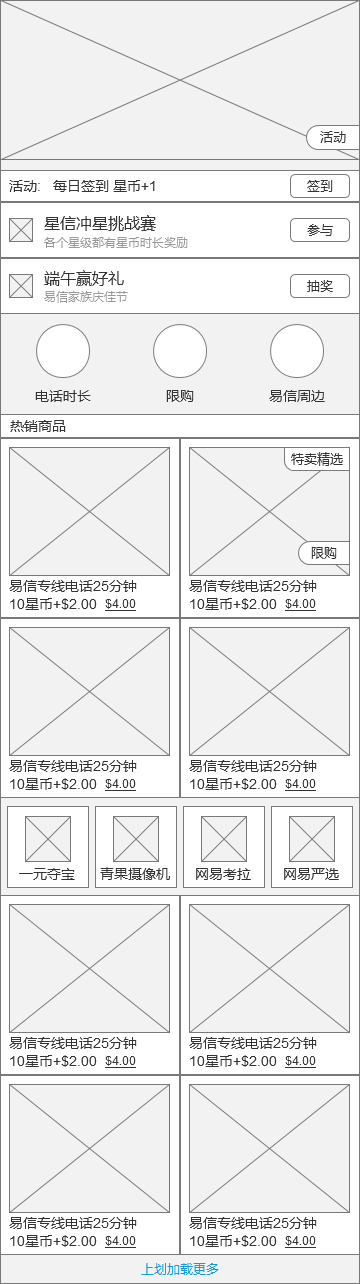 活动
活动: 每日签到 星币+1 签到
星信冲星挑战赛
各个星级都有星币时长奖励
参与
端午赢好礼
易信家族庆佳节
抽奖
电话时长 限购 易信周边
热销商品
特卖精选
限购
易信专线电话25分钟 易信专线电话25分钟
10星币+$2.00 $4.00 10星币+$2.00 $4.00
易信专线电话25分钟 易信专线电话25分钟
10星币+$2.00 $4.00 10星币+$2.00 $4.00
一元夺宝 青果摄像机 网易考拉 网易严选
易信专线电话25分钟 易信专线电话25分钟
10星币+$2.00 $4.00 10星币+$2.00 $4.00
易信专线电话25分钟 易信专线电话25分钟
10星币+$2.00 $4.00 10星币+$2.00 $4.00
上划加载更多